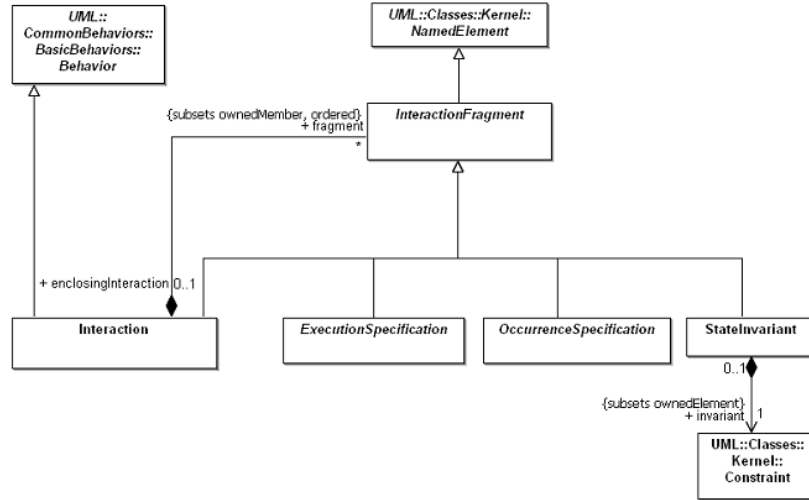 UML::
CommonBehaviors::
BasicBehaviors::
Behavior
UML::Classes::Kernel::
NamedElement
{subsets ownedMember, ordered}
+ fragment
*
InteractionFragment
+ enclosingInteraction
0..1
Interaction
ExecutionSpecification
OccurrenceSpecification
StateInvariant
0..1
{subsets ownedElement}
+ invariant
1
UML::Classes::
Kernel::
Constraint